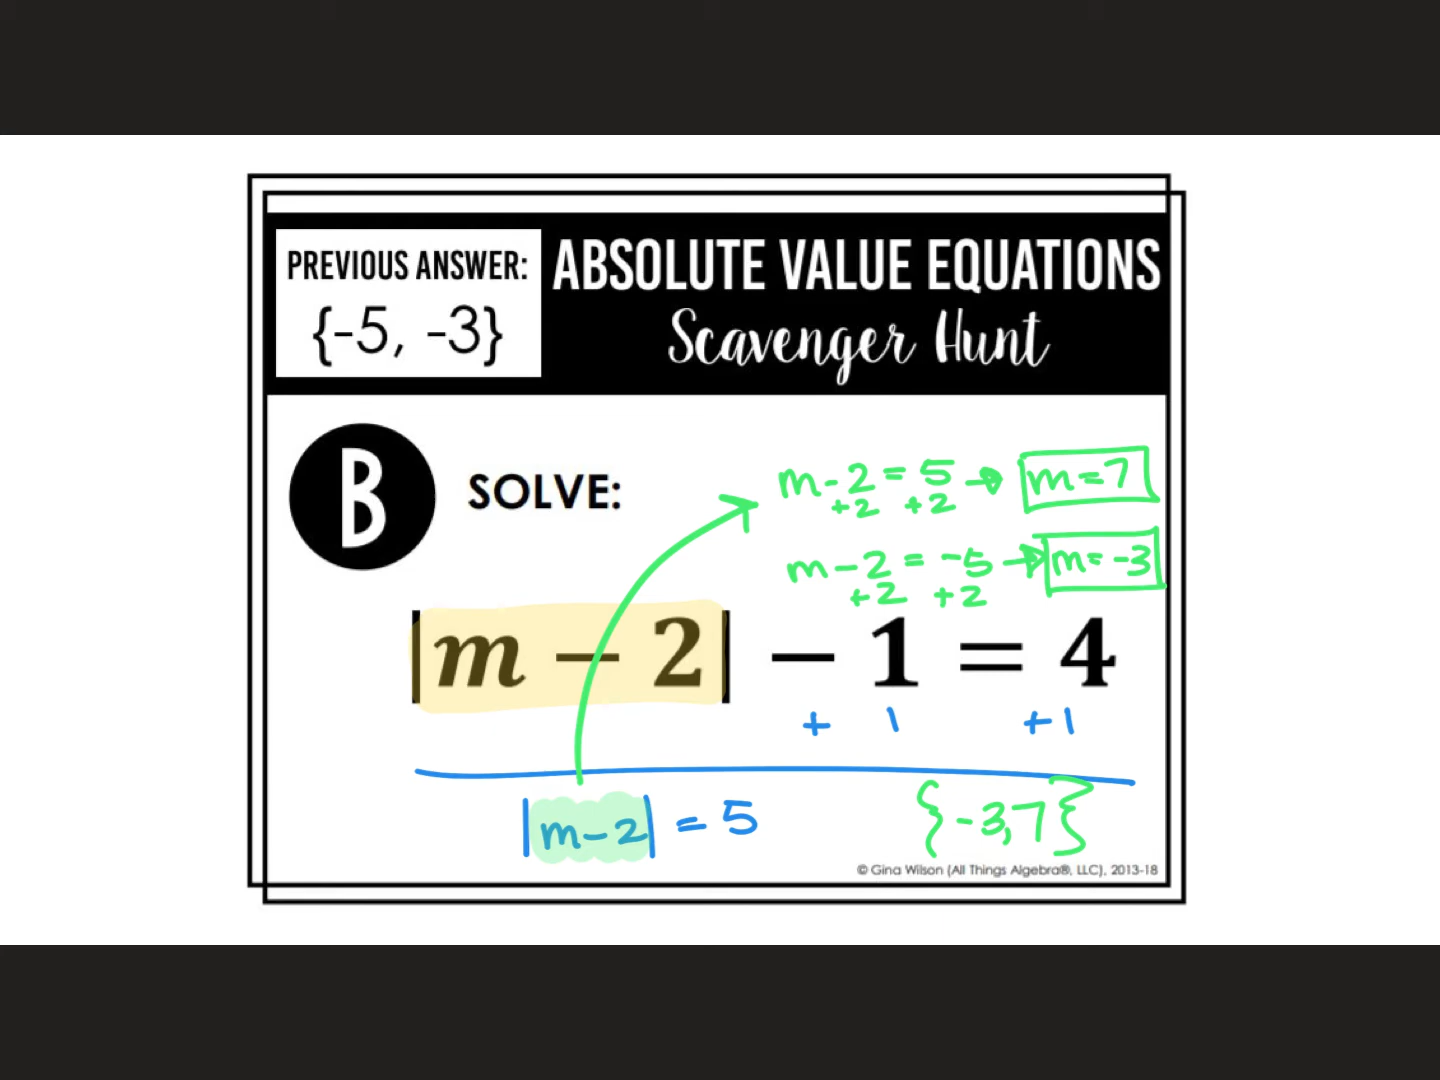 PREVIOUS ANSWER:
{-5, -3}
ABSOLUTE VALUE EQUATIONS
Scavenger Hunt
B
SOLVE:
m-2 = 5 → m=7
+2 +2
m-2 = -5 → m=-3
+2 +2
|m − 2| − 1 = 4
+ 1 +1
|m-2| = 5
{-3,7}
© Gina Wilson (All Things Algebra®, LLC), 2013-18